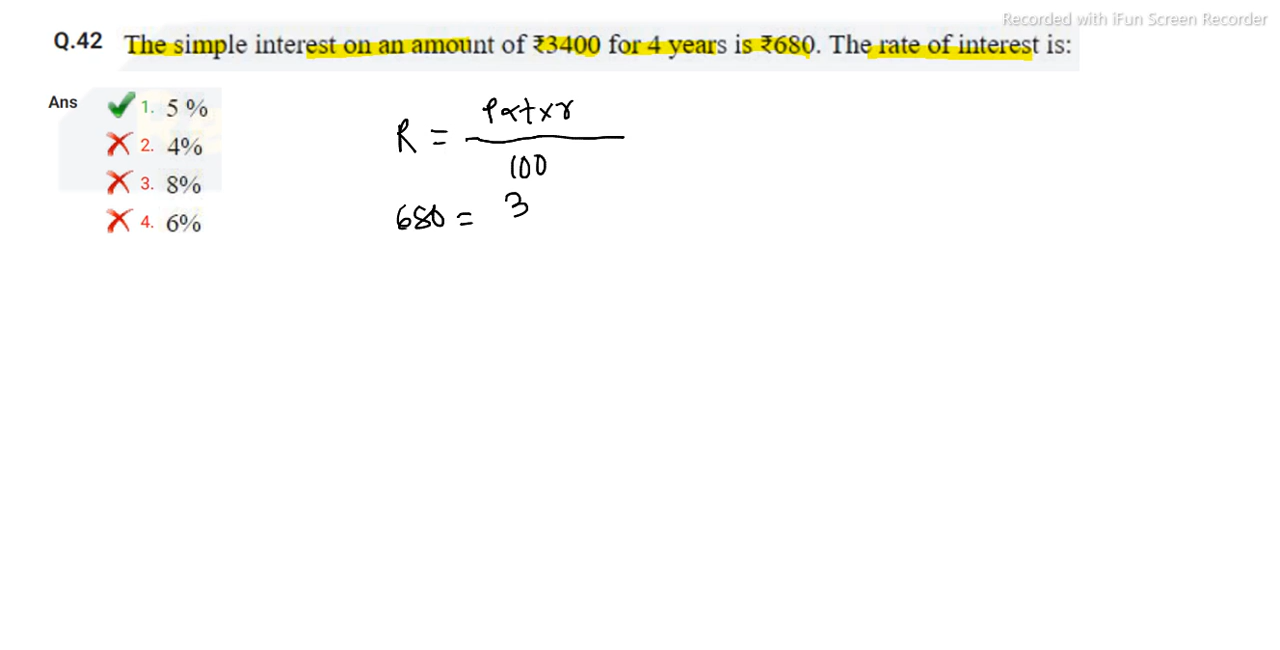 Recorded with iFun Screen Recorder
Q.42 The simple interest on an amount of ₹3400 for 4 years is ₹680. The rate of interest is:
Ans
1. 5 %
2. 4%
3. 8%
4. 6%
R = P×t×r
100
680 = 3